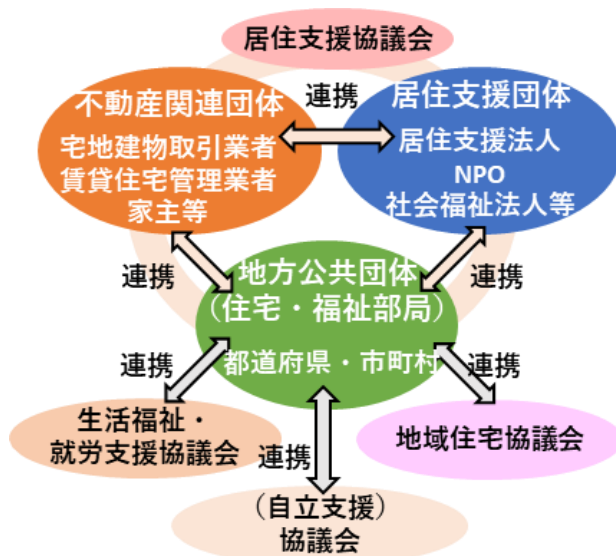 居住支援協議会
不動産関連団体
宅地建物取引業者
賃貸住宅管理業者
家主等
連携
居住支援団体
居住支援法人
NPO
社会福祉法人等
連携
地方公共団体
（住宅・福祉部局）
都道府県・市町村
連携
連携
連携
生活福祉・
就労支援協議会
連携
（自立支援）
協議会
地域住宅協議会